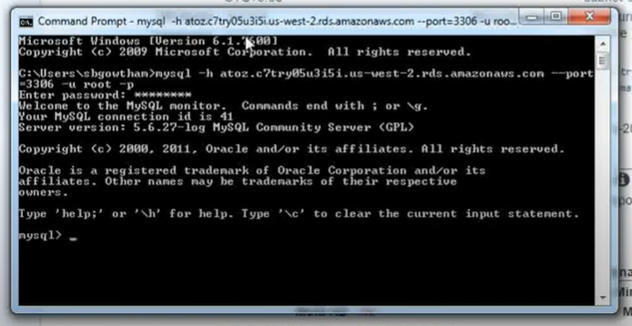 Command Prompt - mysql -h atoz.c7try05u3i5i.us-west-2.rds.amazonaws.com --port=3306 -u roo...
Microsoft Windows [Version 6.1.7600]
Copyright (c) 2009 Microsoft Corporation. All rights reserved.
C:\Users\sbgowtham>mysql -h atoz.c7try05u3i5i.us-west-2.rds.amazonaws.com --port
=3306 -u root -p
Enter password: ********
Welcome to the MySQL monitor. Commands end with ; or \g.
Your MySQL connection id is 41
Server version: 5.6.27-log MySQL Community Server (GPL)
Copyright (c) 2000, 2011, Oracle and/or its affiliates. All rights reserved.
Oracle is a registered trademark of Oracle Corporation and/or its
affiliates. Other names may be trademarks of their respective
owners.
Type 'help;' or '\h' for help. Type '\c' to clear the current input statement.
mysql> _